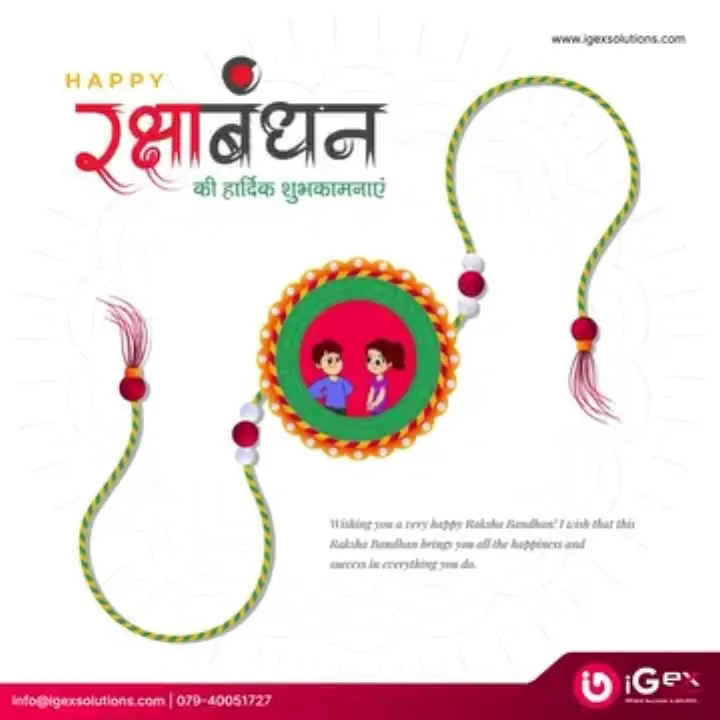 www.igexsolutions.com
HAPPY
रक्षाबंधन
की हार्दिक शुभकामनाएं
Wishing you a very happy Raksha Bandhan! I wish that this
Raksha Bandhan brings you all the happiness and
success in everything you do.
iGex
info@igexsolutions.com | 079-40051727